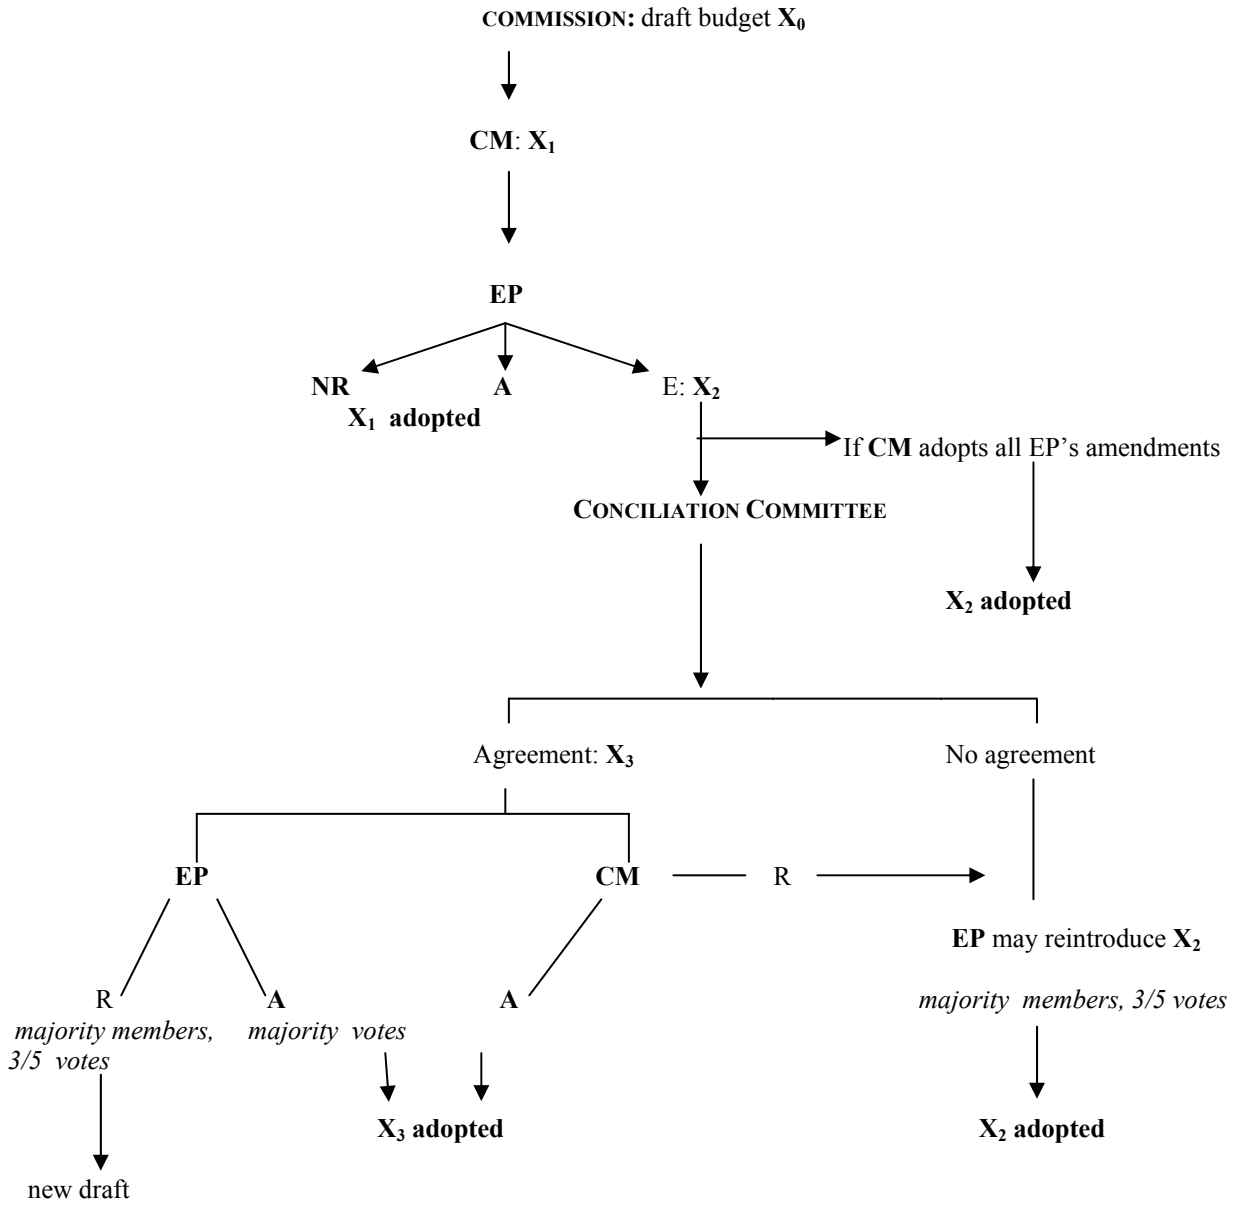 COMMISSION: draft budget X0
CM: X1
EP
NR A E: X2
X1 adopted
If CM adopts all EP's amendments
CONCILIATION COMMITTEE
X2 adopted
Agreement: X3 No agreement
EP CM R
EP may reintroduce X2
R A A majority members, 3/5 votes
majority members, majority votes
3/5 votes
X3 adopted X2 adopted
new draft